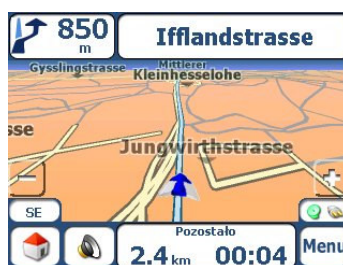 850
m
Ifflandstrasse
Gysslingstrasse
Mittlerer
Kleinhesselohe
sse
Jungwirthstrasse
SE
Pozostało
2.4 km 00:04
Menu